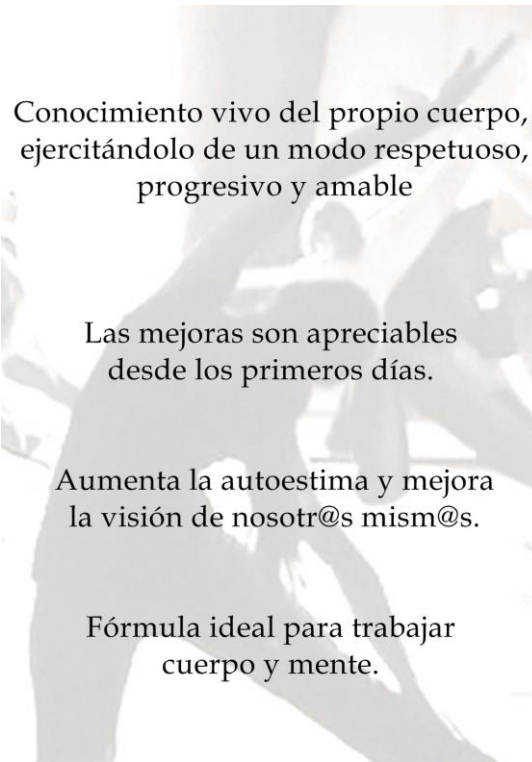 Conocimiento vivo del propio cuerpo,
ejercitándolo de un modo respetuoso,
progresivo y amable
Las mejoras son apreciables
desde los primeros días.
Aumenta la autoestima y mejora
la visión de nosotr@s mism@s.
Fórmula ideal para trabajar
cuerpo y mente.